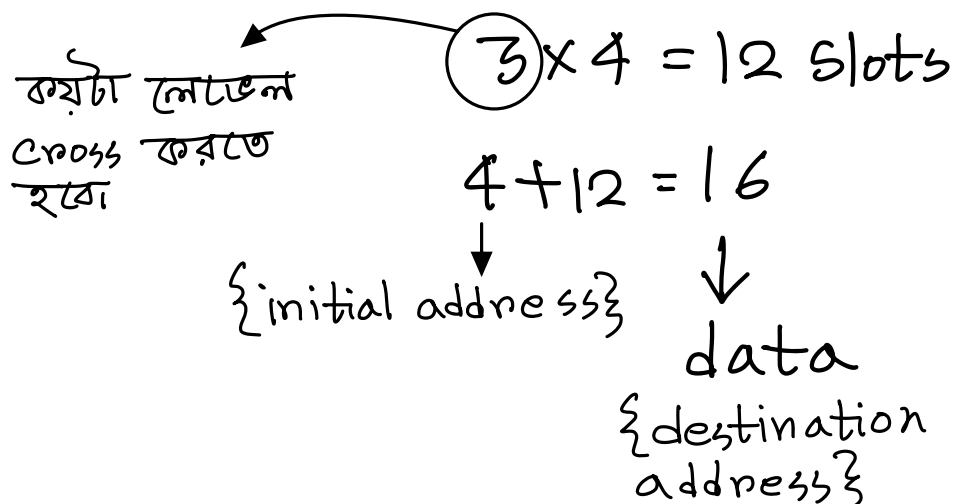 3×4 = 12 slots
কয়টা লেভেল
cross করতে
হবে
4+12 = 16
{initial address}
data
{destination
address}